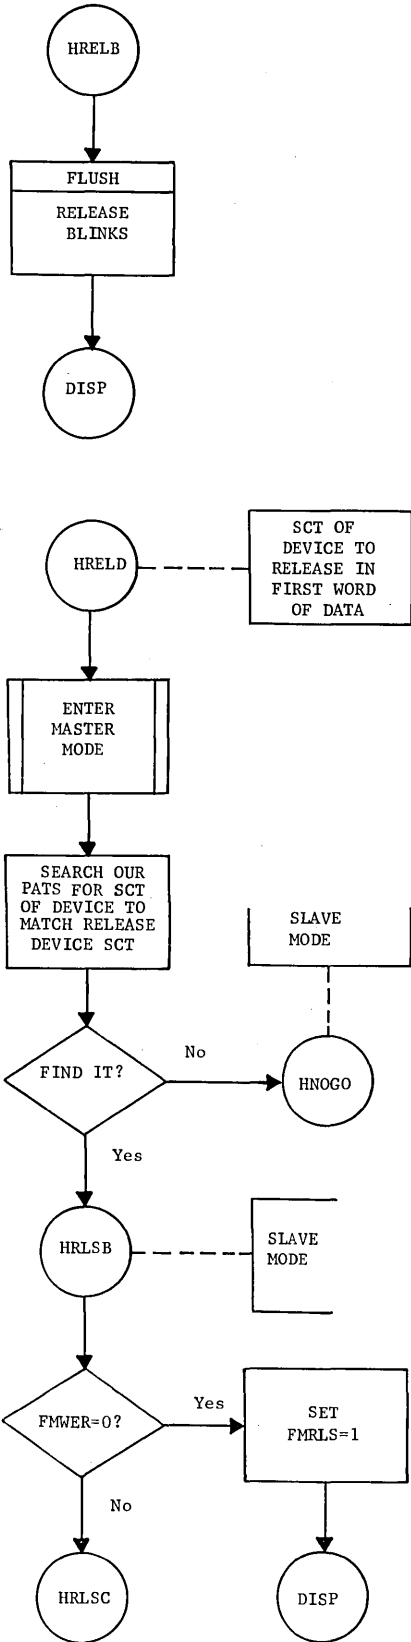 HRELB
FLUSH
RELEASE
BLINKS
DISP
HRELD
SCT OF
DEVICE TO
RELEASE IN
FIRST WORD
OF DATA
ENTER
MASTER
MODE
SEARCH OUR
PATS FOR SCT
OF DEVICE TO
MATCH RELEASE
DEVICE SCT
SLAVE
MODE
FIND IT?
No
HNOGO
Yes
HRLSB
SLAVE
MODE
FMWER=0?
Yes
SET
FMRLS=1
No
HRLSC
DISP